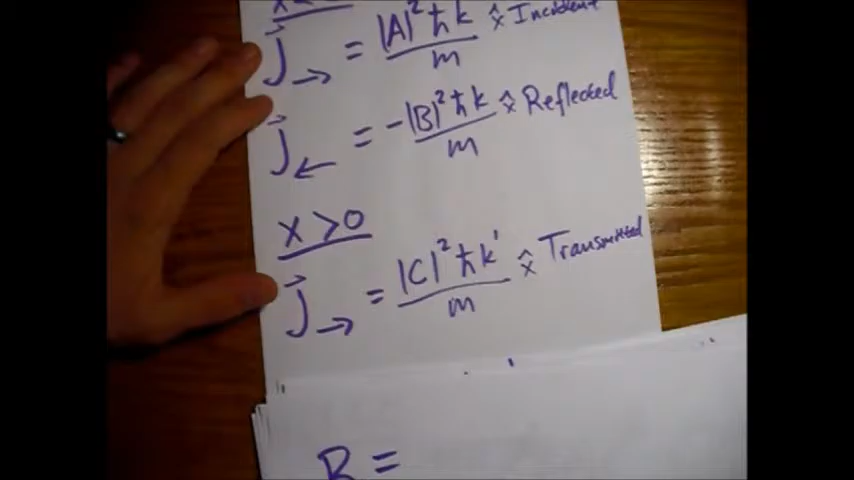 j⃗→ = |A|²ħk/m x̂ Incident
j⃗← = -|B|²ħk/m x̂ Reflected
x > 0
j⃗→ = |C|²ħk'/m x̂ Transmitted
R =